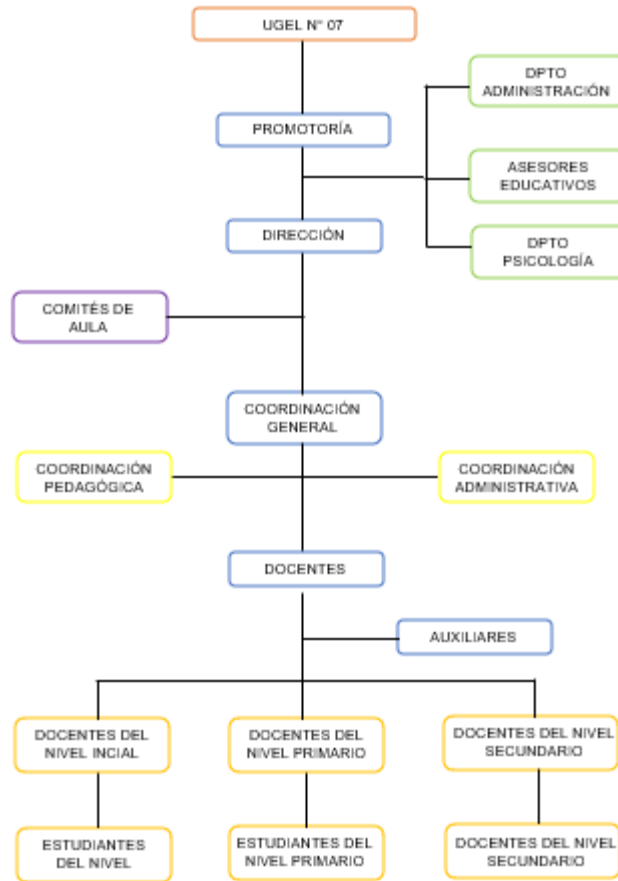 UGEL N° 07
DPTO
ADMINISTRACIÓN
PROMOTORÍA
ASESORES
EDUCATIVOS
DIRECCIÓN
DPTO
PSICOLOGÍA
COMITÉS DE
AULA
COORDINACIÓN
GENERAL
COORDINACIÓN
PEDAGÓGICA
COORDINACIÓN
ADMINISTRATIVA
DOCENTES
AUXILIARES
DOCENTES DEL
NIVEL INCIAL
DOCENTES DEL
NIVEL PRIMARIO
DOCENTES DEL NIVEL
SECUNDARIO
ESTUDIANTES
DEL NIVEL
ESTUDIANTES DEL
NIVEL PRIMARIO
DOCENTES DEL NIVEL
SECUNDARIO